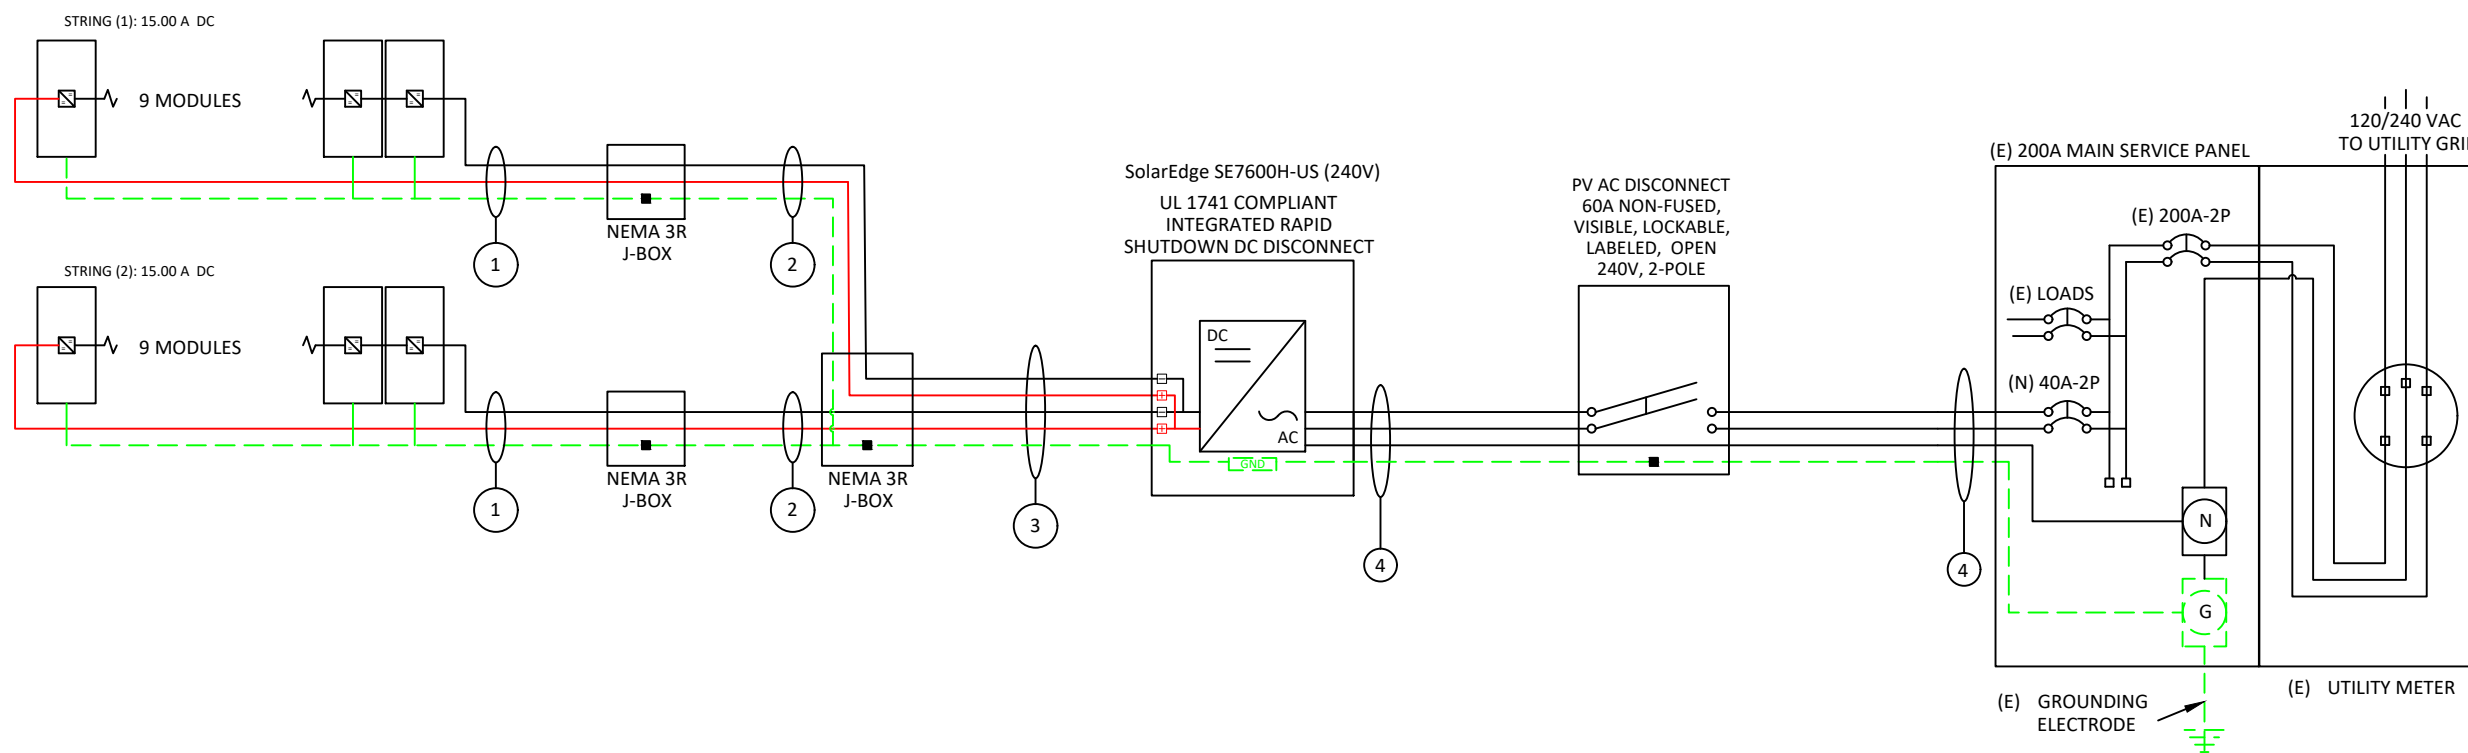 STRING (1): 15.00 A  DC
9 MODULES
NEMA 3R
J-BOX
1
2
STRING (2): 15.00 A  DC
9 MODULES
NEMA 3R
J-BOX
NEMA 3R
J-BOX
1
2
3
SolarEdge SE7600H-US (240V)
UL 1741 COMPLIANT
INTEGRATED RAPID
SHUTDOWN DC DISCONNECT
DC
AC
GND
4
PV AC DISCONNECT
60A NON-FUSED,
VISIBLE, LOCKABLE,
LABELED,  OPEN
240V, 2-POLE
4
(E) 200A MAIN SERVICE PANEL
(E) 200A-2P
(E) LOADS
(N) 40A-2P
N
G
120/240 VAC
TO UTILITY GRI
(E) UTILITY METER
(E) GROUNDING
ELECTRODE